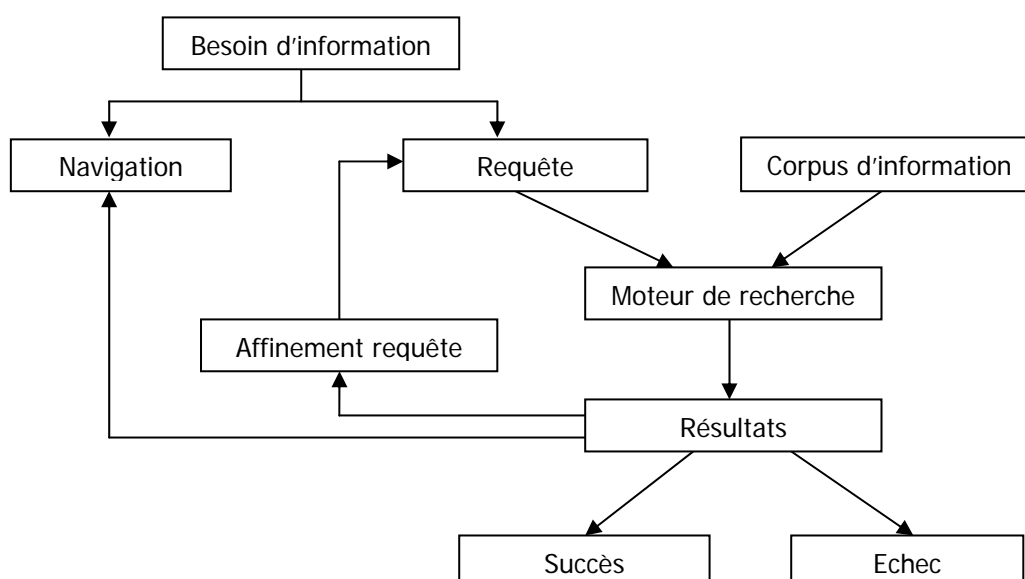 Besoin d'information
Navigation
Requête
Corpus d'information
Moteur de recherche
Affinement requête
Résultats
Succès
Echec